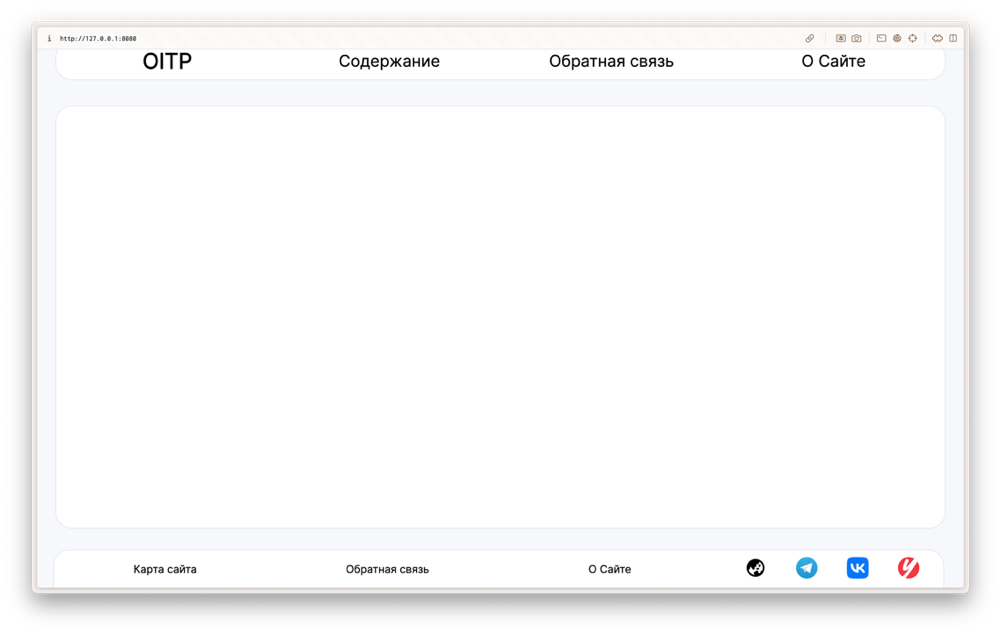 http://127.0.0.1:8080
OITP Содержание Обратная связь О Сайте
Карта сайта Обратная связь О Сайте